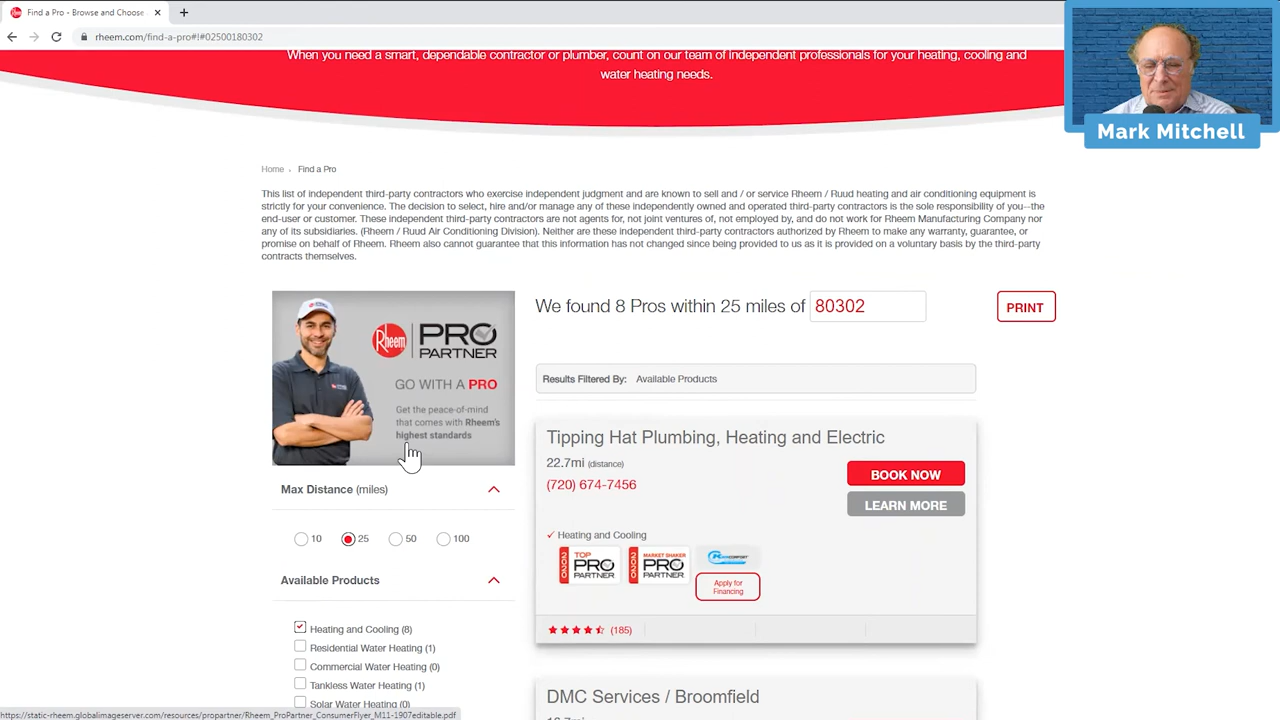 Find a Pro - Browse and Choose
rheem.com/find-a-pro#!#02500180302
When you need a smart, dependable contractor or plumber, count on our team of independent professionals for your heating, cooling and
water heating needs.
Mark Mitchell
Home › Find a Pro
This list of independent third-party contractors who exercise independent judgment and are known to sell and / or service Rheem / Ruud heating and air conditioning equipment is
strictly for your convenience. The decision to select, hire and/or manage any of these independently owned and operated third-party contractors is the sole responsibility of you--the
end-user or customer. These independent third-party contractors are not agents for, not joint ventures of, not employed by, and do not work for Rheem Manufacturing Company nor
any of its subsidiaries. (Rheem / Ruud Air Conditioning Division). Neither are these independent third-party contractors authorized by Rheem to make any warranty, guarantee, or
promise on behalf of Rheem. Rheem also cannot guarantee that this information has not changed since being provided to us as it is provided on a voluntary basis by the third-party
contracts themselves.
Rheem PRO
PARTNER
GO WITH A PRO
Get the peace-of-mind
that comes with Rheem's
highest standards
We found 8 Pros within 25 miles of 80302
PRINT
Results Filtered By: Available Products
Max Distance (miles)
10 25 50 100
Available Products
Heating and Cooling (8)
Residential Water Heating (1)
Commercial Water Heating (0)
Tankless Water Heating (1)
Solar Water Heating (0)
Tipping Hat Plumbing, Heating and Electric
22.7mi (distance)
(720) 674-7456
BOOK NOW
LEARN MORE
Heating and Cooling
2020 TOP PRO PARTNER
2020 MARKET SHAKER PRO PARTNER
Apply for
Financing
(185)
DMC Services / Broomfield
https://static-rheem.globalimageserver.com/resources/propartner/Rheem_ProPartner_ConsumerFlyer_M11-1907editable.pdf